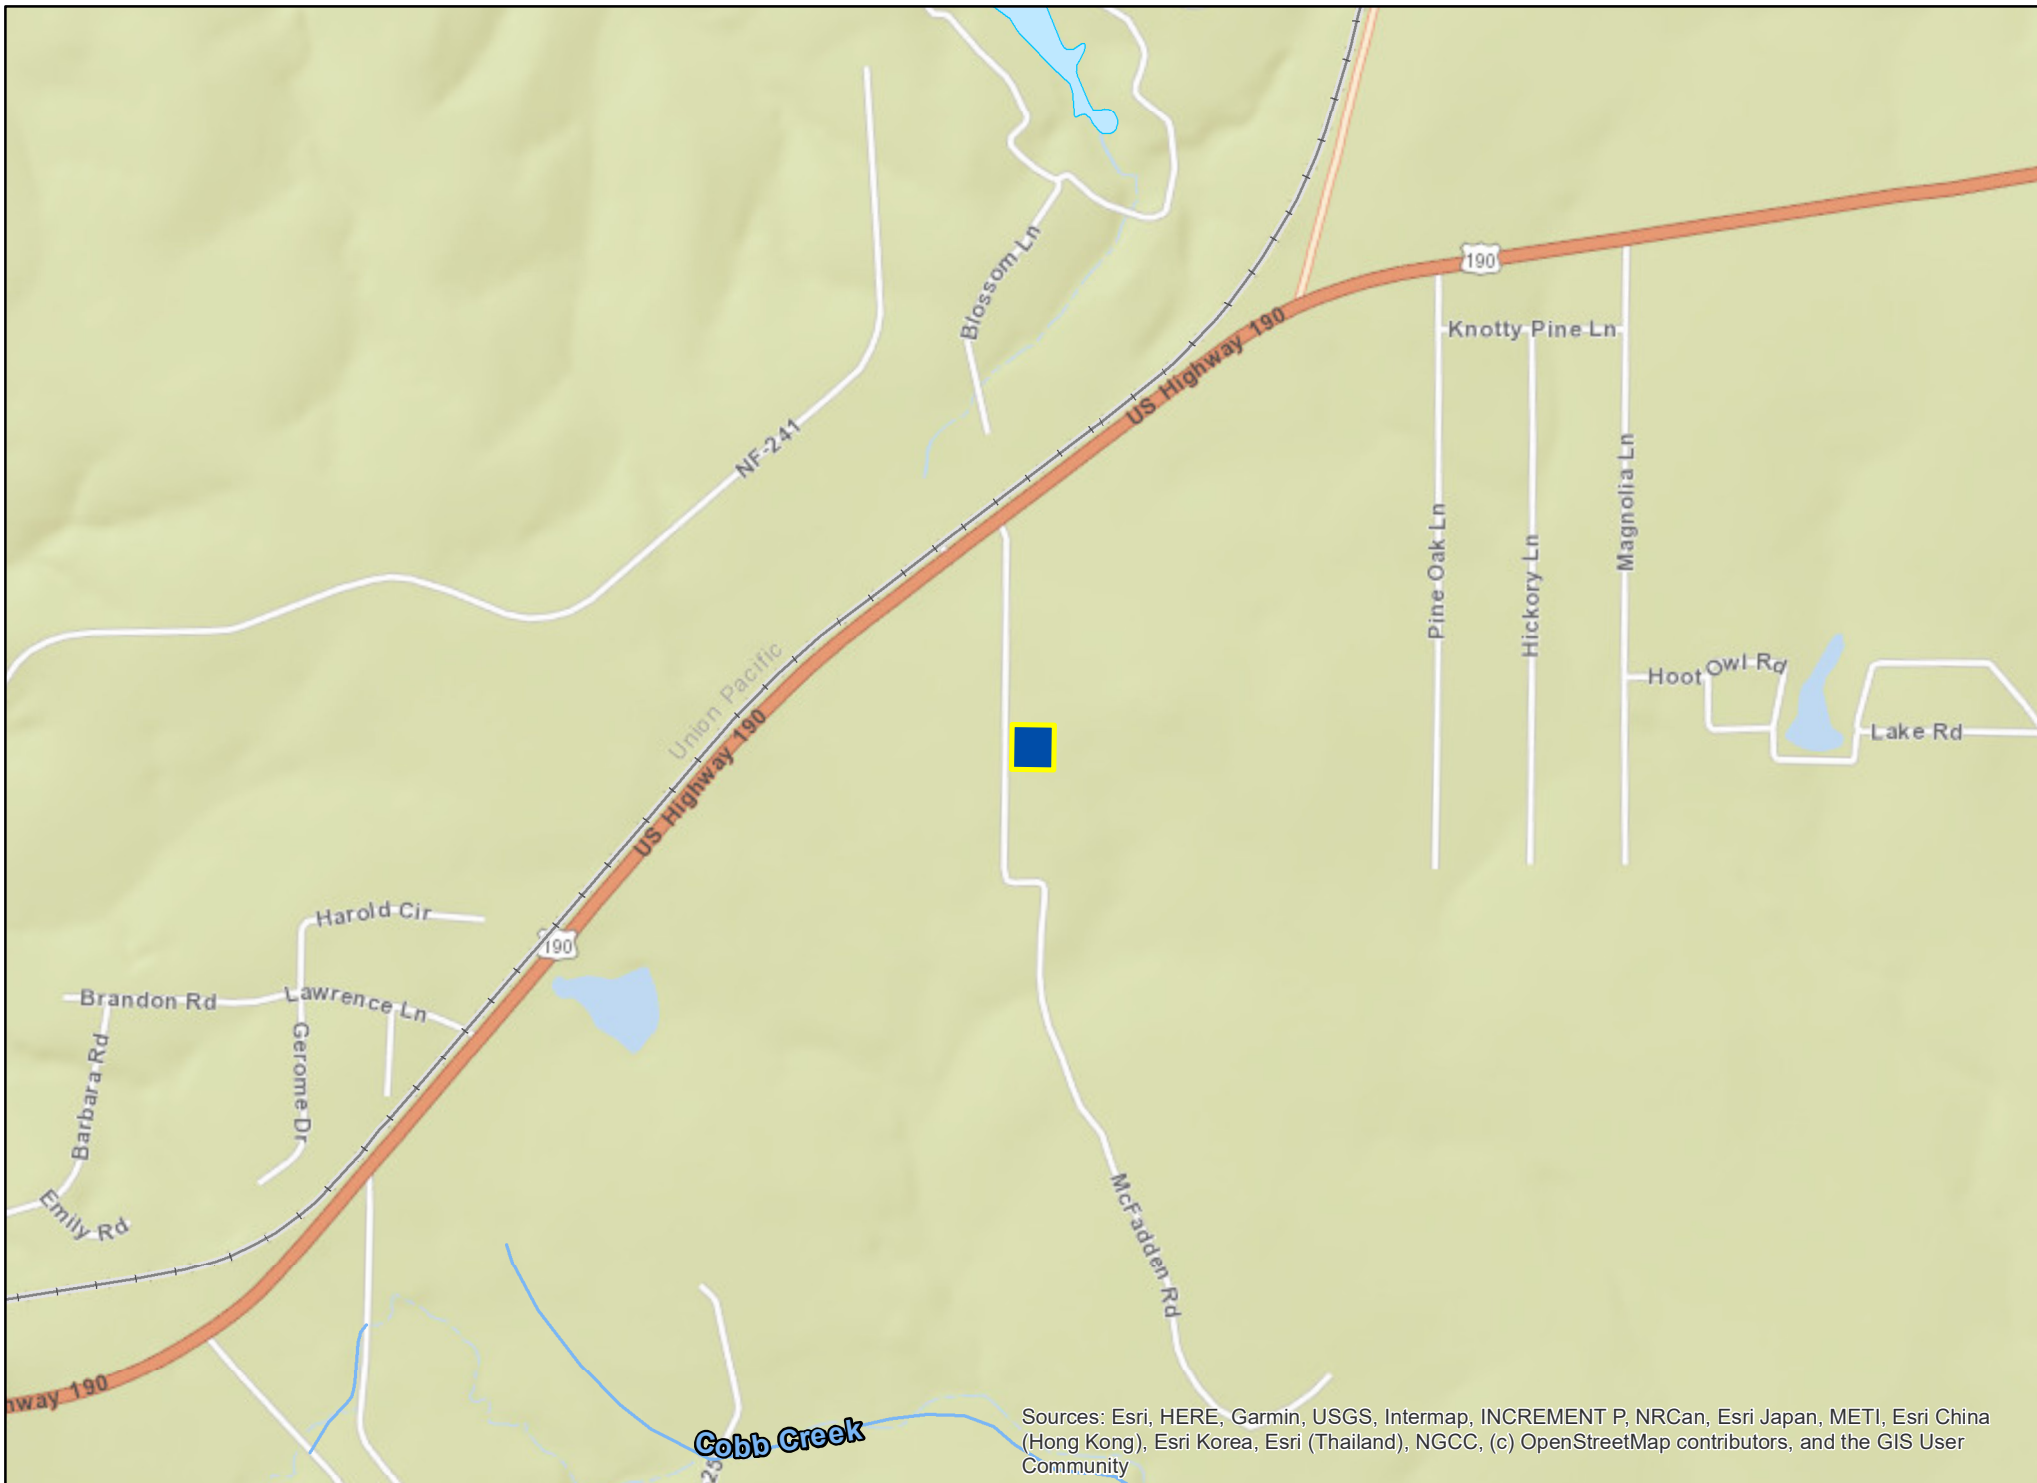 Blossom Ln
190
US Highway 190
Knotty Pine Ln
NF-241
Pine Oak Ln
Hickory Ln
Magnolia Ln
Hoot Owl Rd
Lake Rd
Union Pacific
US Highway 190
Harold Cir
190
Brandon Rd
Lawrence Ln
Gerome Dr
Barbara Rd
Emily Rd
McFadden Rd
hway 190
Cobb Creek
25
Sources: Esri, HERE, Garmin, USGS, Intermap, INCREMENT P, NRCan, Esri Japan, METI, Esri China
(Hong Kong), Esri Korea, Esri (Thailand), NGCC, (c) OpenStreetMap contributors, and the GIS User
Community